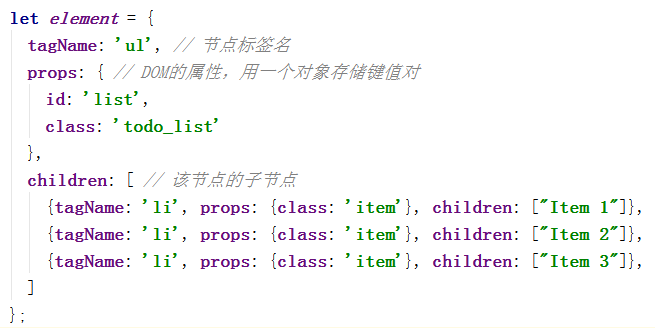 let element = {
  tagName: 'ul', // 节点标签名
  props: { // DOM的属性，用一个对象存储键值对
    id: 'list',
    class: 'todo_list'
  },
  children: [ // 该节点的子节点
    {tagName: 'li', props: {class: 'item'}, children: ["Item 1"]},
    {tagName: 'li', props: {class: 'item'}, children: ["Item 2"]},
    {tagName: 'li', props: {class: 'item'}, children: ["Item 3"]},
  ]
};